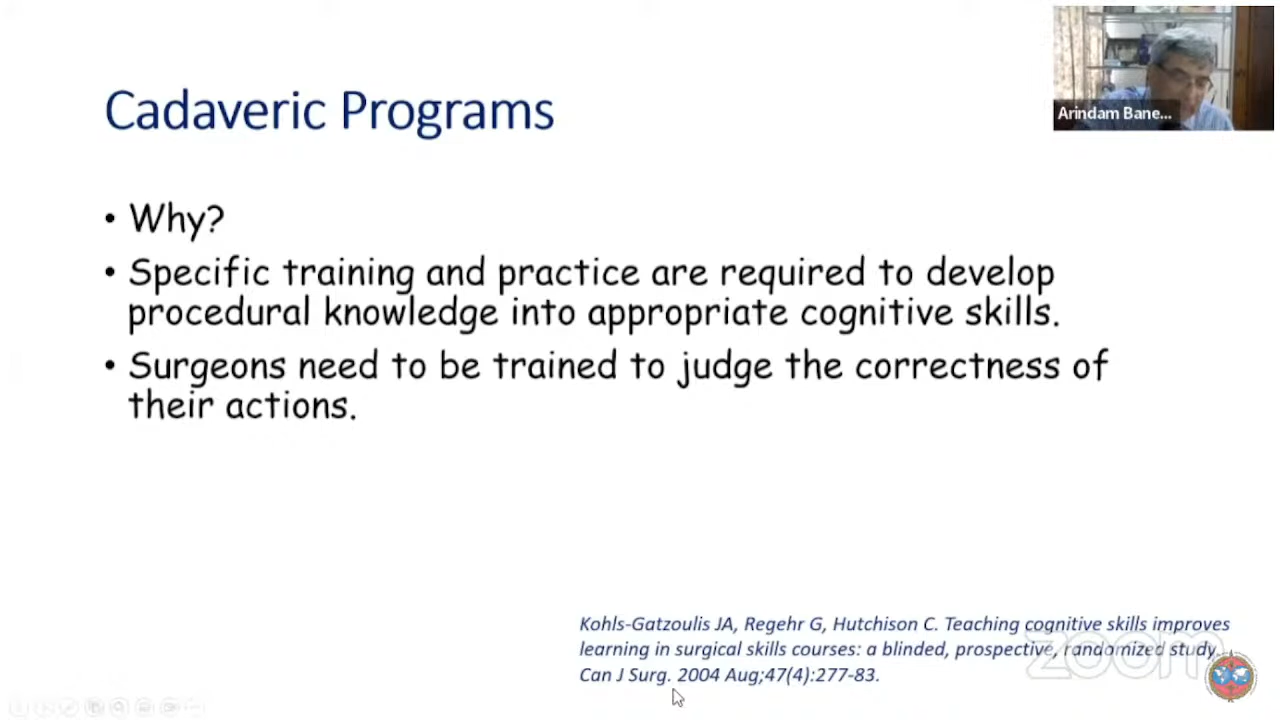 Cadaveric Programs
Arindam Bane...
• Why?
• Specific training and practice are required to develop
procedural knowledge into appropriate cognitive skills.
• Surgeons need to be trained to judge the correctness of
their actions.
Kohls-Gatzoulis JA, Regehr G, Hutchison C. Teaching cognitive skills improves
learning in surgical skills courses: a blinded, prospective, randomized study.
Can J Surg. 2004 Aug;47(4):277-83.
zoom